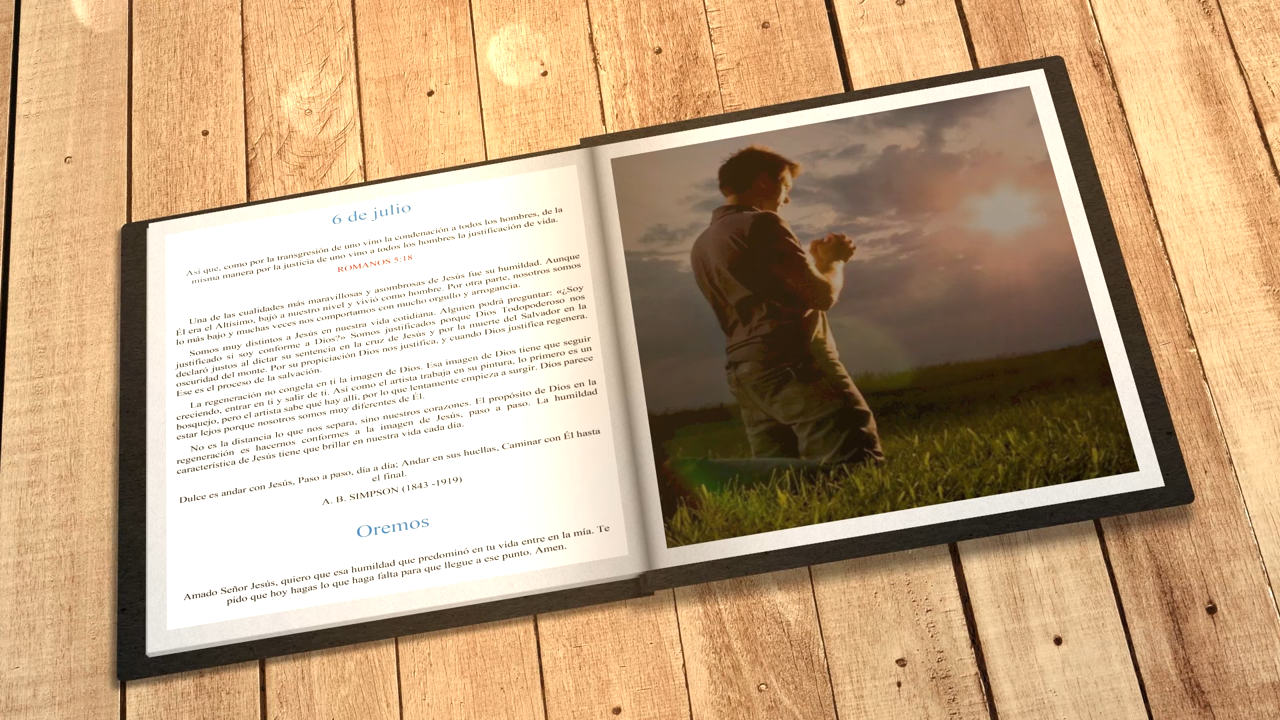 6 de julio
Así que, como por la transgresión de uno vino la condenación a todos los hombres, de la
misma manera por la justicia de uno vino a todos los hombres la justificación de vida.
ROMANOS 5:18
Una de las cualidades más maravillosas y asombrosas de Jesús fue su humildad. Aunque
Él era el Altísimo, bajó a nuestro nivel y vivió como hombre. Por otra parte, nosotros somos
lo más bajo y muchas veces nos comportamos con mucho orgullo y arrogancia.
Somos muy distintos a Jesús en nuestra vida cotidiana. Alguien podrá preguntar: «¿Soy
justificado si soy conforme a Dios?» Somos justificados porque Dios Todopoderoso nos
declaró justos al dictar su sentencia en la cruz de Jesús y por la muerte del Salvador en la
oscuridad del monte. Por su propiciación Dios nos justifica, y cuando Dios justifica regenera.
Ese es el proceso de la salvación.
La regeneración no congela en ti la imagen de Dios. Esa imagen de Dios tiene que seguir
creciendo, entrar en ti y salir de ti. Así como el artista trabaja en su pintura, lo primero es un
bosquejo, pero el artista sabe qué hay allí, por lo que lentamente empieza a surgir. Dios parece
estar lejos porque nosotros somos muy diferentes de Él.
No es la distancia lo que nos separa, sino nuestros corazones. El propósito de Dios en la
regeneración es hacernos conformes a la imagen de Jesús, paso a paso. La humildad
característica de Jesús tiene que brillar en nuestra vida cada día.
Dulce es andar con Jesús, Paso a paso, día a día; Andar en sus huellas, Caminar con Él hasta
el final.
A. B. SIMPSON (1843 -1919)
Oremos
Amado Señor Jesús, quiero que esa humildad que predominó en tu vida entre en la mía. Te
pido que hoy hagas lo que haga falta para que llegue a ese punto. Amen.